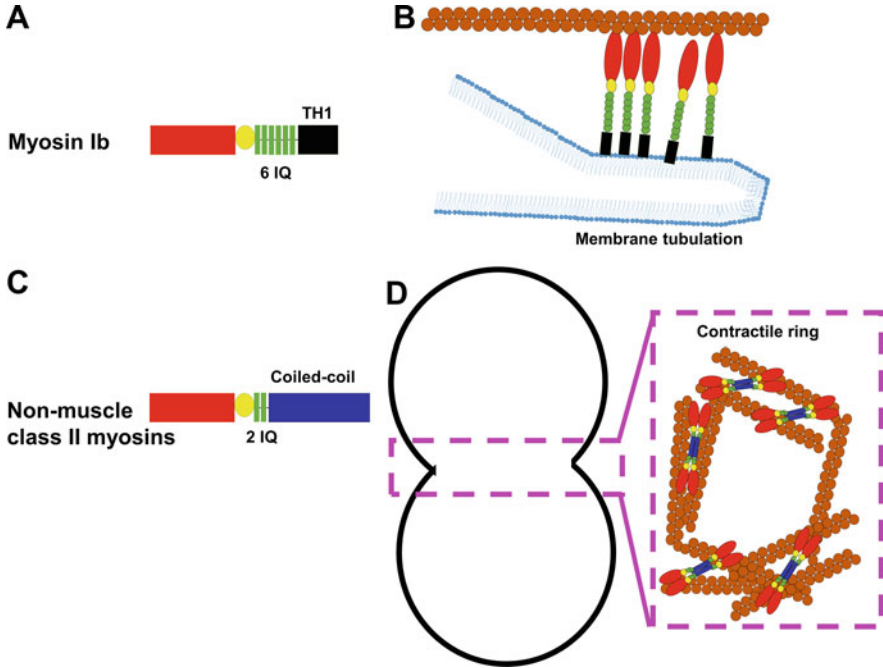 A
Myosin Ib
TH1
6 IQ
B
Membrane tubulation
C
Non-muscle
class II myosins
Coiled-coil
2 IQ
D
Contractile ring